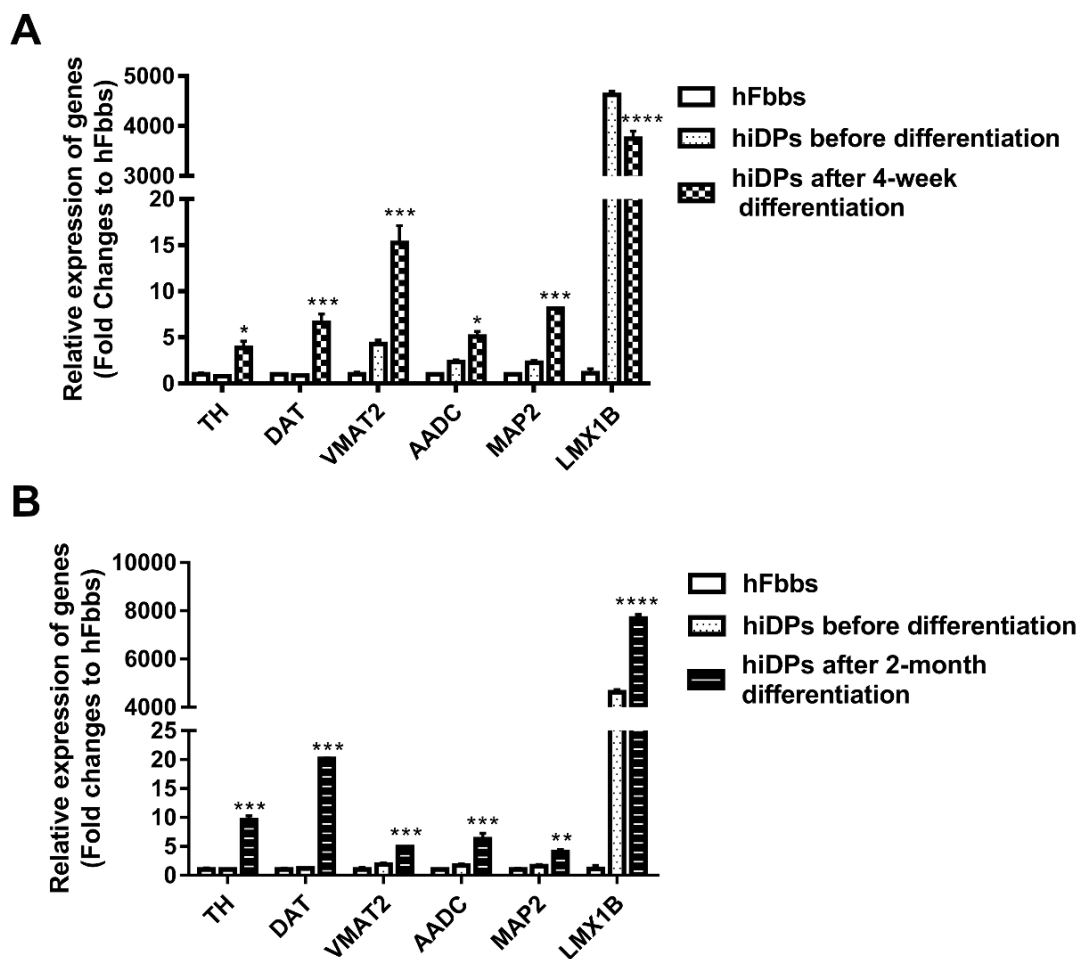 A
Relative expression of genes
(Fold Changes to hFbbs)
5000
4000
3000
20
15
10
5
0
*
***
***
*
***
****
TH
DAT
VMAT2
AADC
MAP2
LMX1B
hFbbs
hiDPs before differentiation
hiDPs after 4-week
differentiation
B
Relative expression of genes
(Fold changes to hFbbs)
10000
8000
6000
4000
25
20
15
10
5
0
***
***
***
***
**
****
TH
DAT
VMAT2
AADC
MAP2
LMX1B
hFbbs
hiDPs before differentiation
hiDPs after 2-month
differentiation